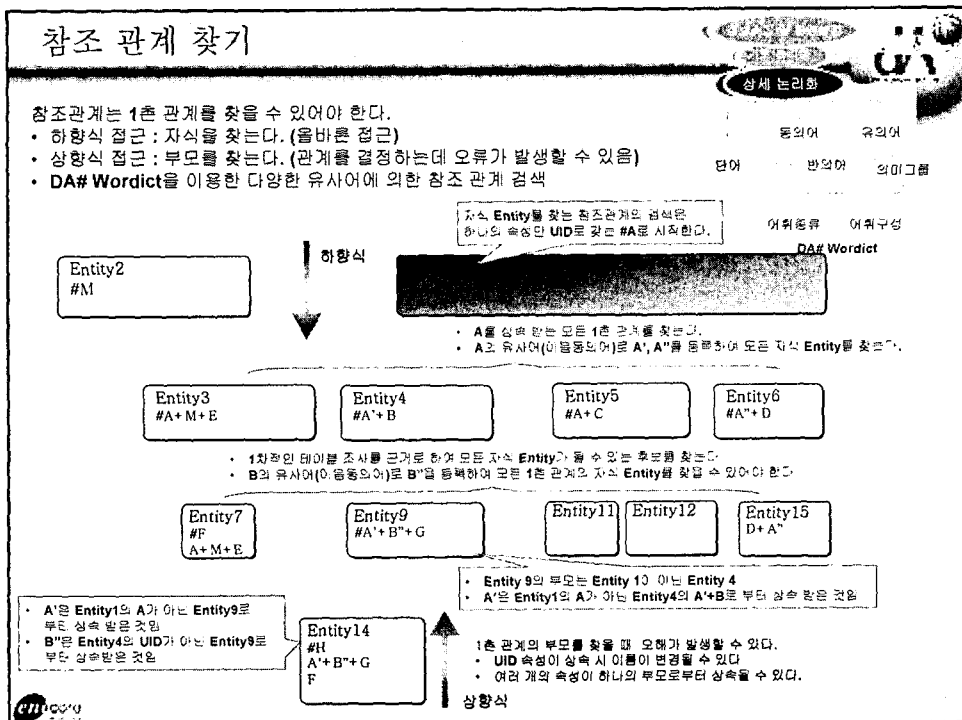 참조 관계 찾기
상세 논리화
참조관계는 1촌 관계를 찾을 수 있어야 한다.
• 하향식 접근 : 자식을 찾는다. (올바른 접근)
• 상향식 접근 : 부모를 찾는다. (관계를 결정하는데 오류가 발생할 수 있음)
• DA# Wordict을 이용한 다양한 유사어에 의한 참조 관계 검색
동의어 유의어
단어 반의어 의미그룹
어휘종류 어휘구성
DA# Wordict
자식 Entity를 찾는 참조관계의 검색은
하나의 속성만 UID로 갖는 #A로 시작한다.
하향식
Entity2
#M
• A를 상속 받는 모든 1촌 관계를 찾는다.
• A의 유사어(이음동의어)로 A', A"를 등록하여 모든 자식 Entity를 찾는다.
Entity3
#A+M+E
Entity4
#A'+B
Entity5
#A+C
Entity6
#A"+D
• 1차적인 테이블 조사를 근거로 하여 모든 자식 Entity가 될 수 있는 후보를 찾는다
• B의 유사어(이음동의어)로 B"을 등록하여 모든 1촌 관계의 자식 Entity를 찾을 수 있어야 한다
Entity7
#F
A+M+E
Entity9
#A'+B"+G
Entity11
Entity12
Entity15
D+A"
• Entity 9의 부모는 Entity 1이 아닌 Entity 4
• A'은 Entity1의 A가 아닌 Entity4의 A'+B로 부터 상속 받은 것임
• A'은 Entity1의 A가 아닌 Entity9로
부터 상속 받은 것임
• B"은 Entity4의 UID가 아닌 Entity9로
부터 상속받은 것임
Entity14
#H
A'+B"+G
F
상향식
1촌 관계의 부모를 찾을 때 오해가 발생할 수 있다.
• UID 속성이 상속 시 이름이 변경될 수 있다
• 여러 개의 속성이 하나의 부모로부터 상속될 수 있다.